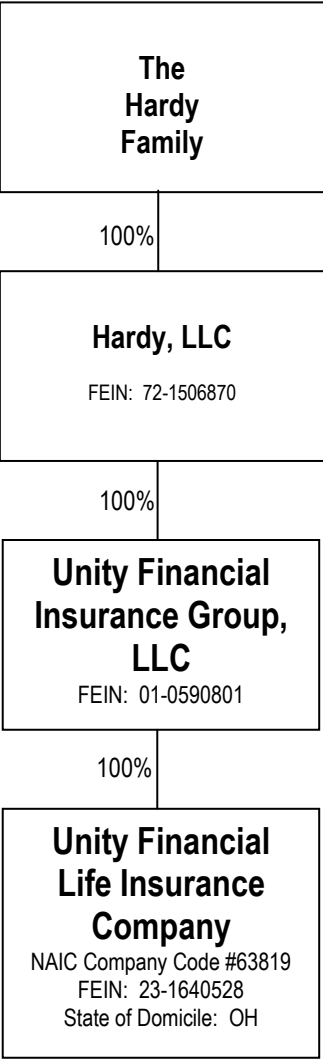 The
Hardy
Family
100%
Hardy, LLC
FEIN: 72-1506870
100%
Unity Financial
Insurance Group,
LLC
FEIN: 01-0590801
100%
Unity Financial
Life Insurance
Company
NAIC Company Code #63819
FEIN: 23-1640528
State of Domicile: OH